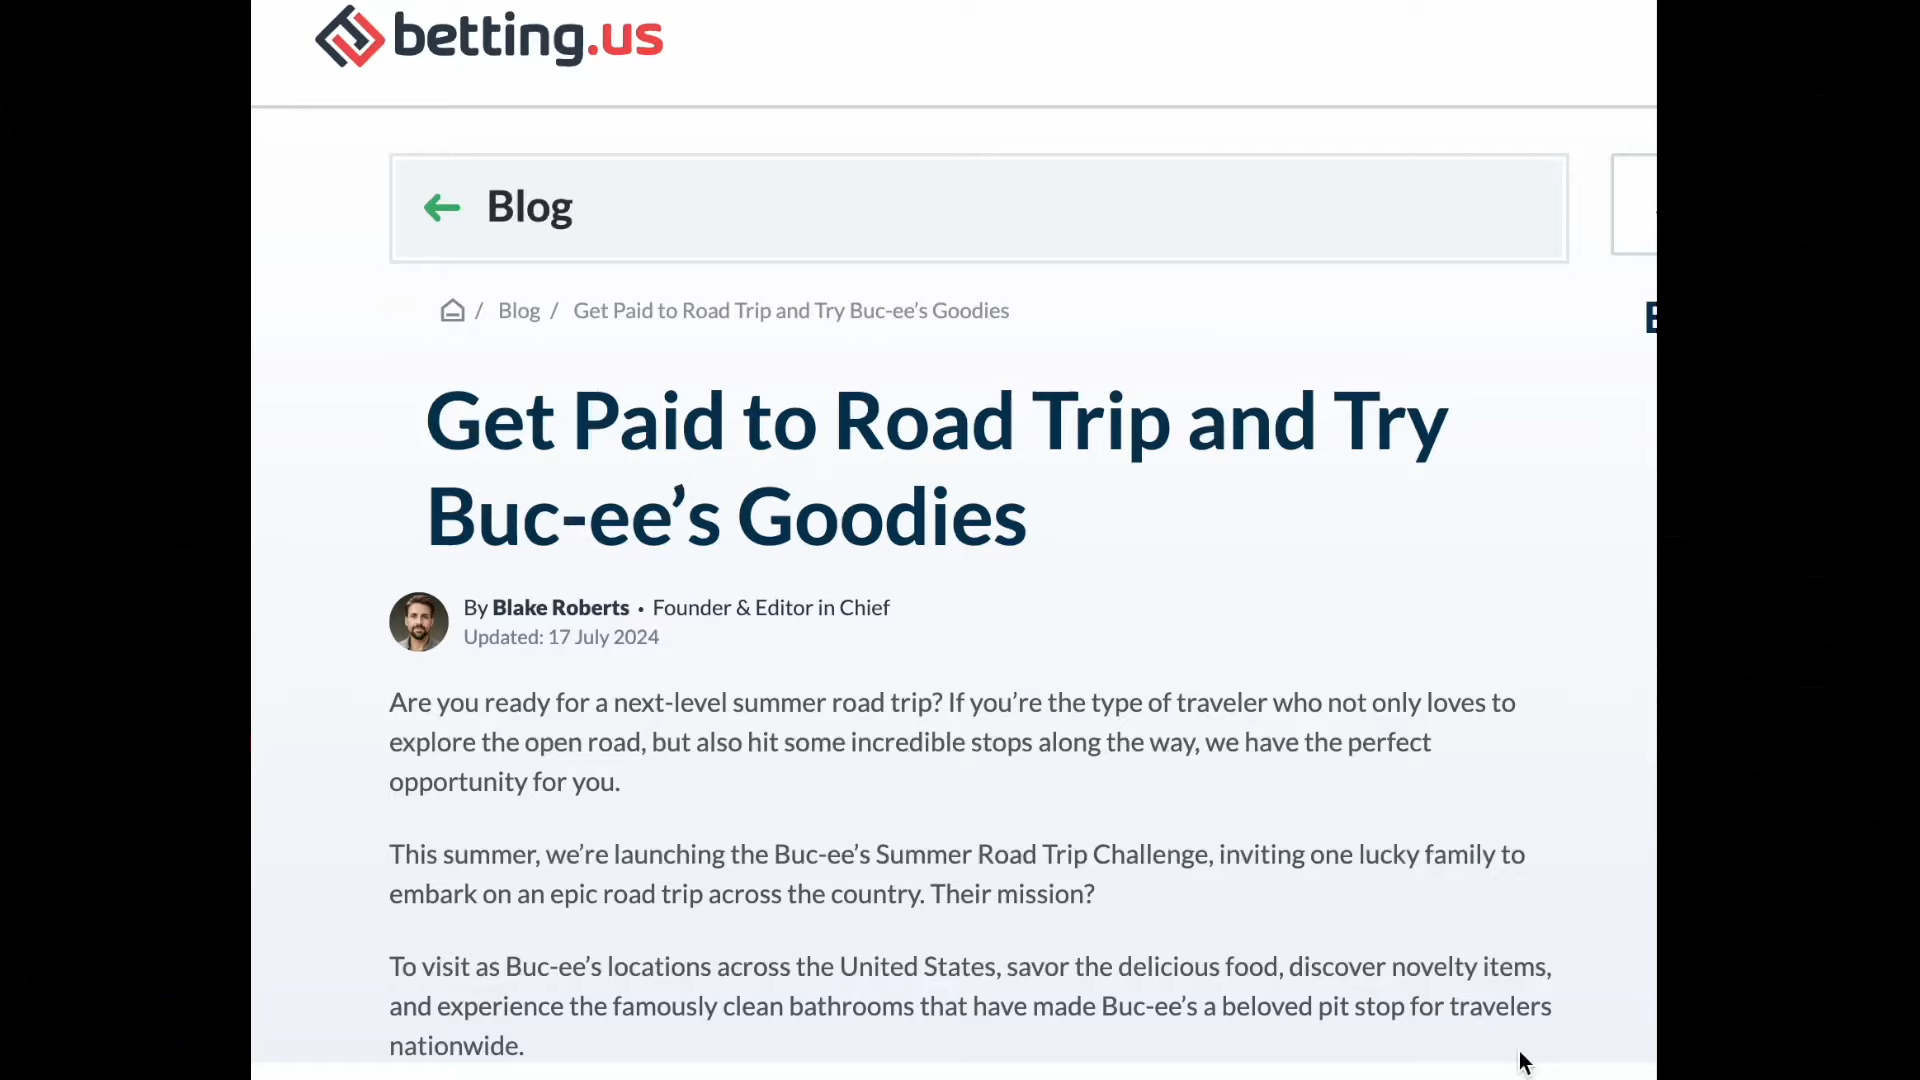 betting.us
Blog
/ Blog / Get Paid to Road Trip and Try Buc-ee’s Goodies
Get Paid to Road Trip and Try
Buc-ee’s Goodies
By Blake Roberts • Founder & Editor in Chief
Updated: 17 July 2024
Are you ready for a next-level summer road trip? If you’re the type of traveler who not only loves to
explore the open road, but also hit some incredible stops along the way, we have the perfect
opportunity for you.
This summer, we’re launching the Buc-ee’s Summer Road Trip Challenge, inviting one lucky family to
embark on an epic road trip across the country. Their mission?
To visit as Buc-ee’s locations across the United States, savor the delicious food, discover novelty items,
and experience the famously clean bathrooms that have made Buc-ee’s a beloved pit stop for travelers
nationwide.